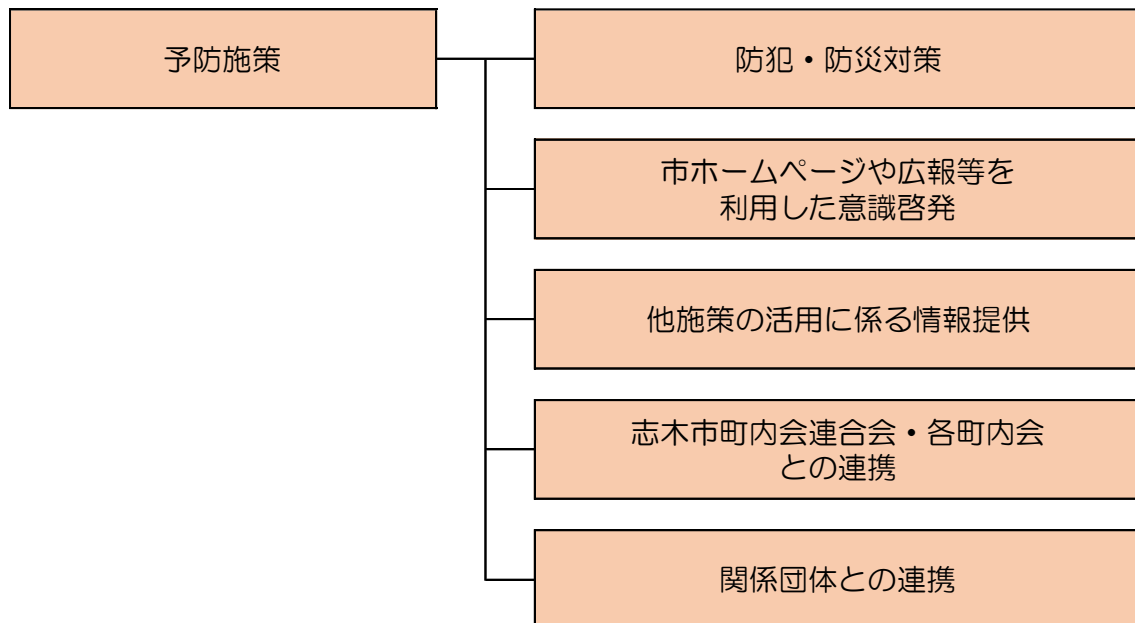 予防施策
防犯・防災対策
市ホームページや広報等を
利用した意識啓発
他施策の活用に係る情報提供
志木市町内会連合会・各町内会
との連携
関係団体との連携